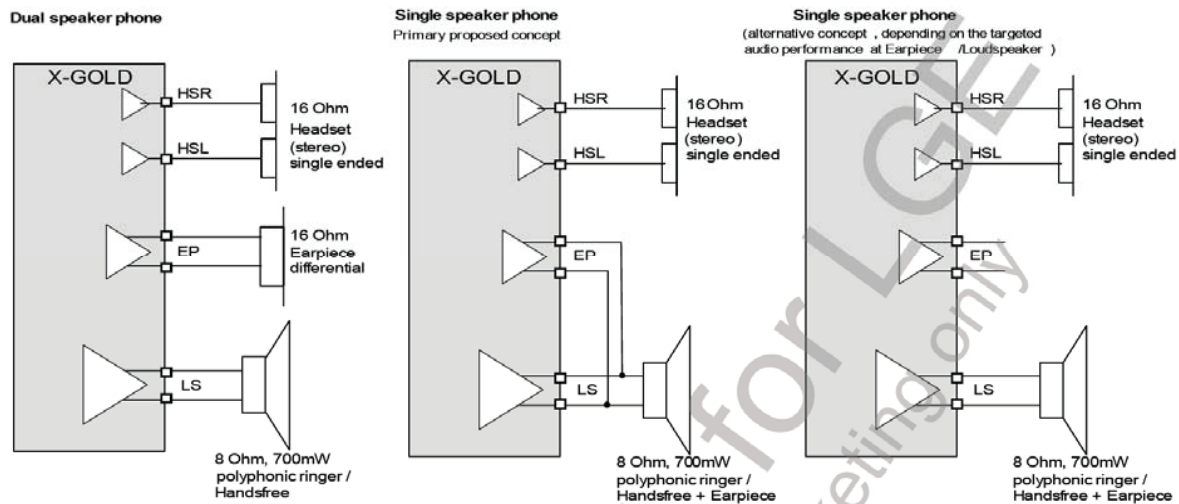 Dual speaker phone
X-GOLD
HSR
HSL
16 Ohm
Headset
(stereo)
single ended
EP
16 Ohm
Earpiece
differential
LS
8 Ohm, 700mW
polyphonic ringer /
Handsfree
Single speaker phone
Primary proposed concept
X-GOLD
HSR
HSL
16 Ohm
Headset
(stereo)
single ended
EP
LS
8 Ohm, 700mW
polyphonic ringer /
Handsfree + Earpiece
Single speaker phone
(alternative concept , depending on the targeted
audio performance at Earpiece /Loudspeaker )
X-GOLD
HSR
HSL
16 Ohm
Headset
(stereo)
single ended
EP
LS
8 Ohm, 700mW
polyphonic ringer /
Handsfree + Earpiece
for LGE
only